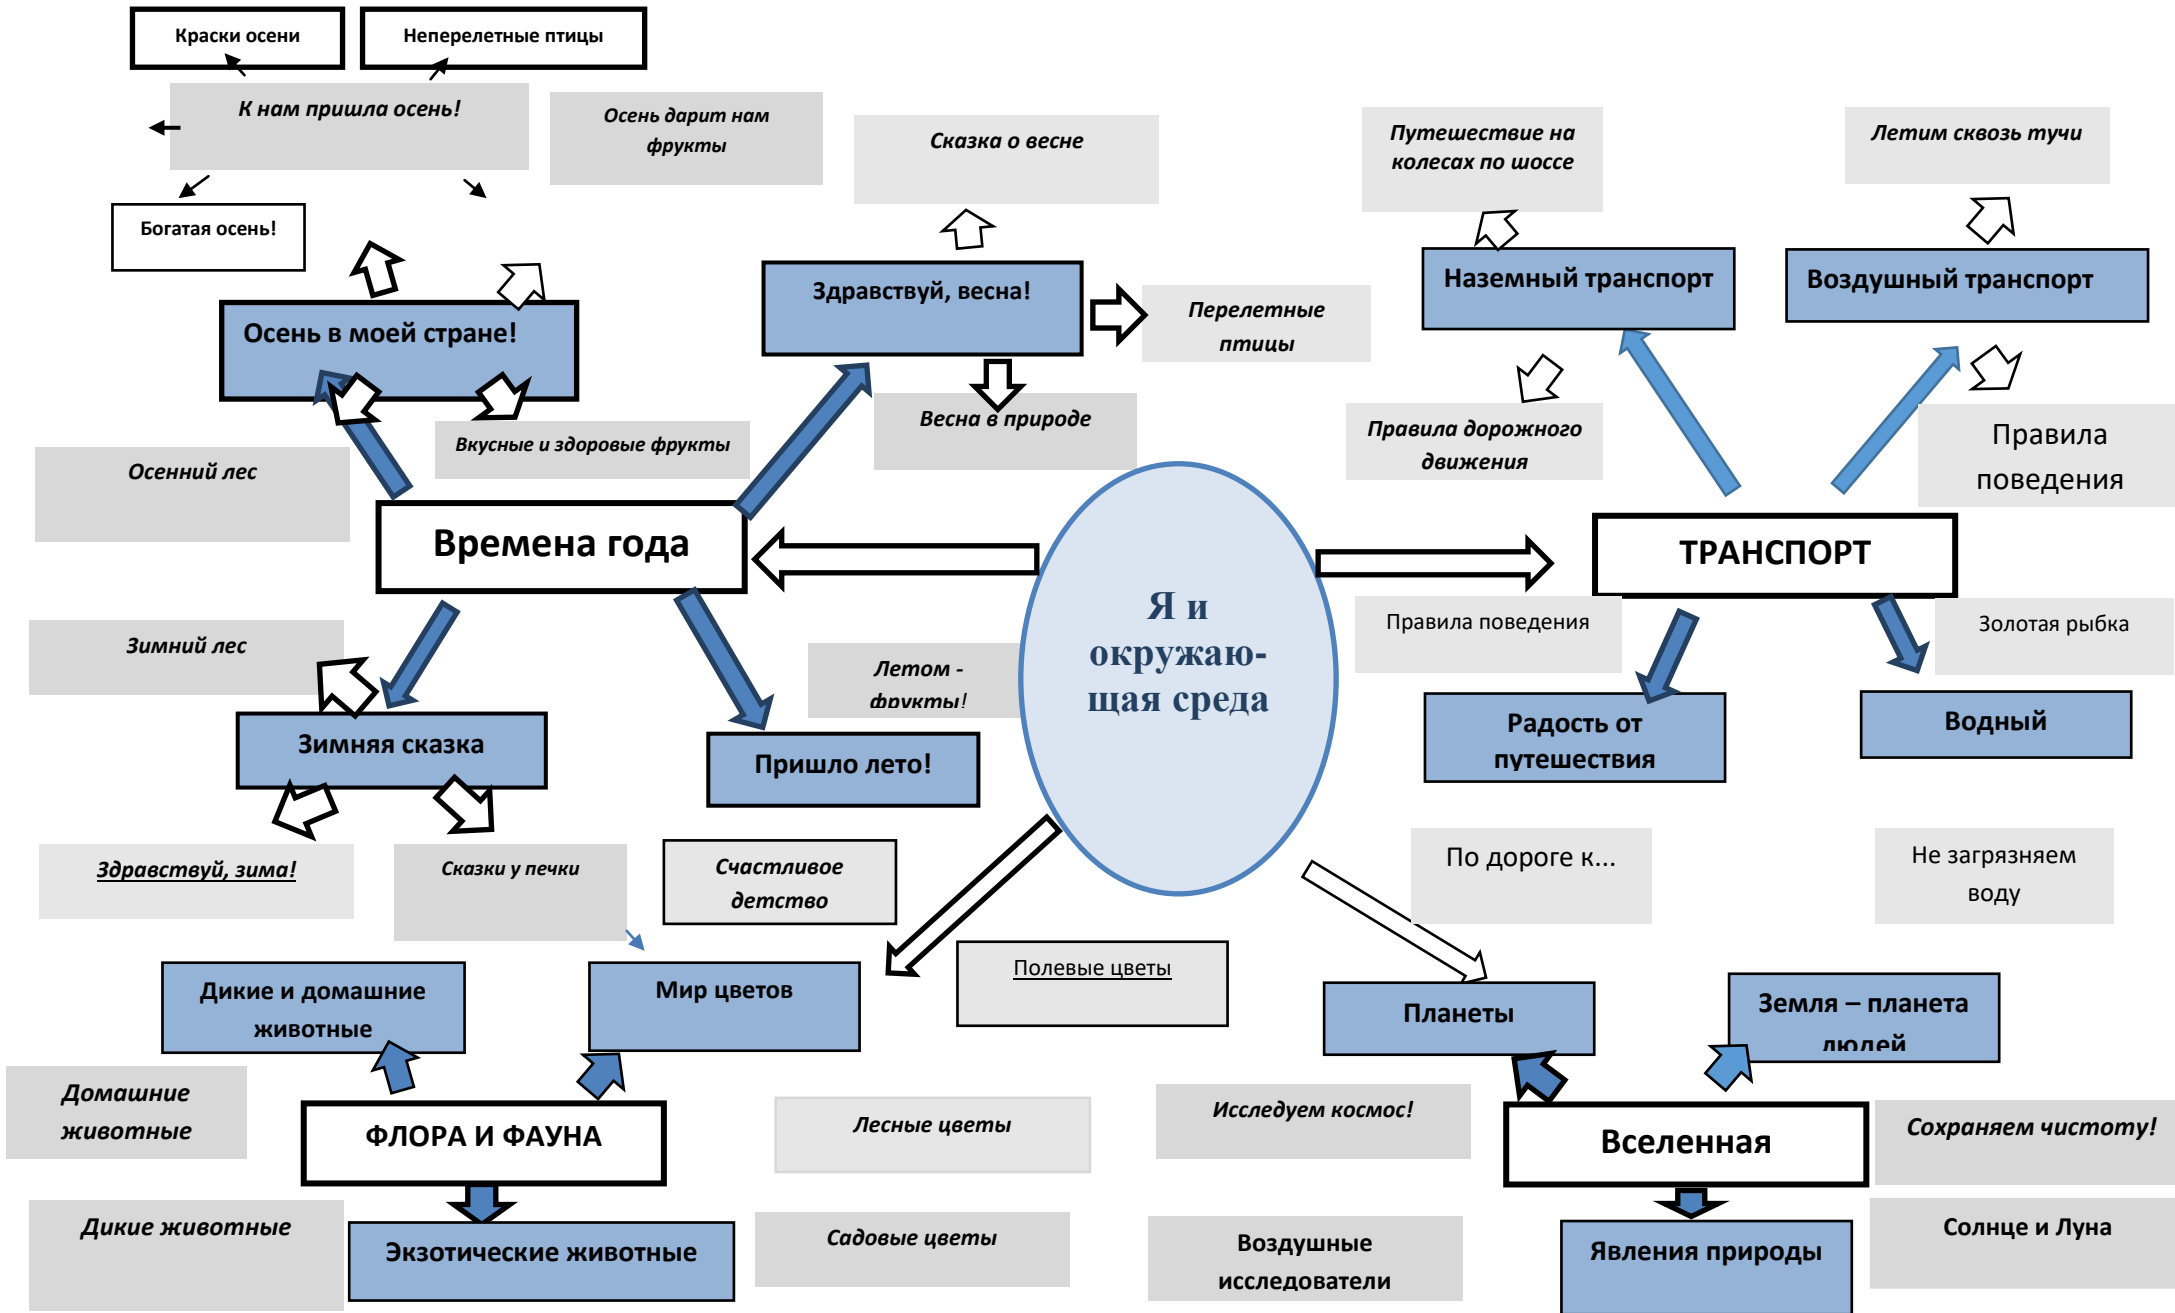 Краски осени
Неперелетные птицы
К нам пришла осень!
Осень дарит нам
фрукты
Сказка о весне
Путешествие на
колесах по шоссе
Летим сквозь тучи
Богатая осень!
Осень в моей стране!
Здравствуй, весна!
Перелетные
птицы
Наземный транспорт
Воздушный транспорт
Осенний лес
Вкусные и здоровые фрукты
Весна в природе
Правила дорожного
движения
Правила
поведения
Времена года
Я и
окружаю-
щая среда
ТРАНСПОРТ
Зимний лес
Летом -
фрукты!
Правила поведения
Золотая рыбка
Зимняя сказка
Пришло лето!
Радость от
путешествия
Водный
Здравствуй, зима!
Сказки у печки
Счастливое
детство
По дороге к...
Не загрязняем
воду
Дикие и домашние
животные
Мир цветов
Полевые цветы
Планеты
Земля – планета
людей
Домашние
животные
ФЛОРА И ФАУНА
Лесные цветы
Исследуем космос!
Вселенная
Сохраняем чистоту!
Дикие животные
Экзотические животные
Садовые цветы
Воздушные
исследователи
Явления природы
Солнце и Луна